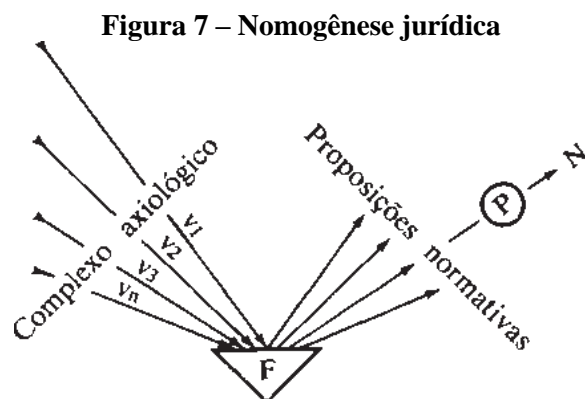 Figura 7 – Nomogênese jurídica
Complexo axiológico
V1
V2
V3
Vn
F
Proposições normativas
P
N